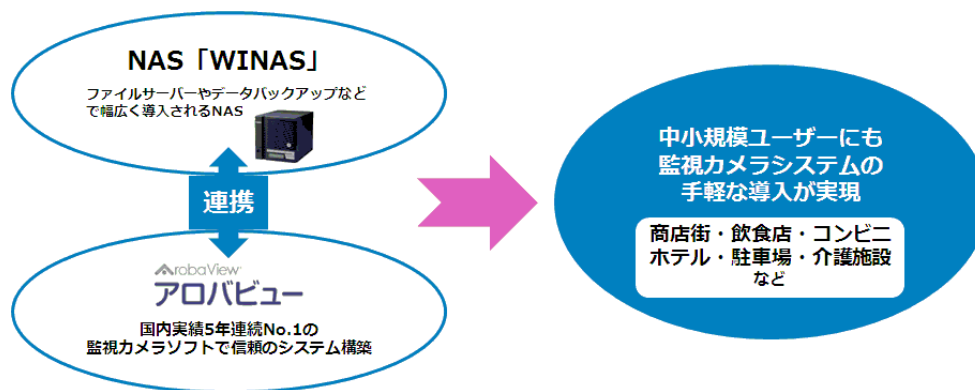 NAS「WINAS」
ファイルサーバーやデータバックアップなど
で幅広く導入されるNAS
連携
ArobaView
アロバビュー
国内実績5年連続No.1の
監視カメラソフトで信頼のシステム構築
中小規模ユーザーにも
監視カメラシステムの
手軽な導入が実現
商店街・飲食店・コンビニ
ホテル・駐車場・介護施設
など